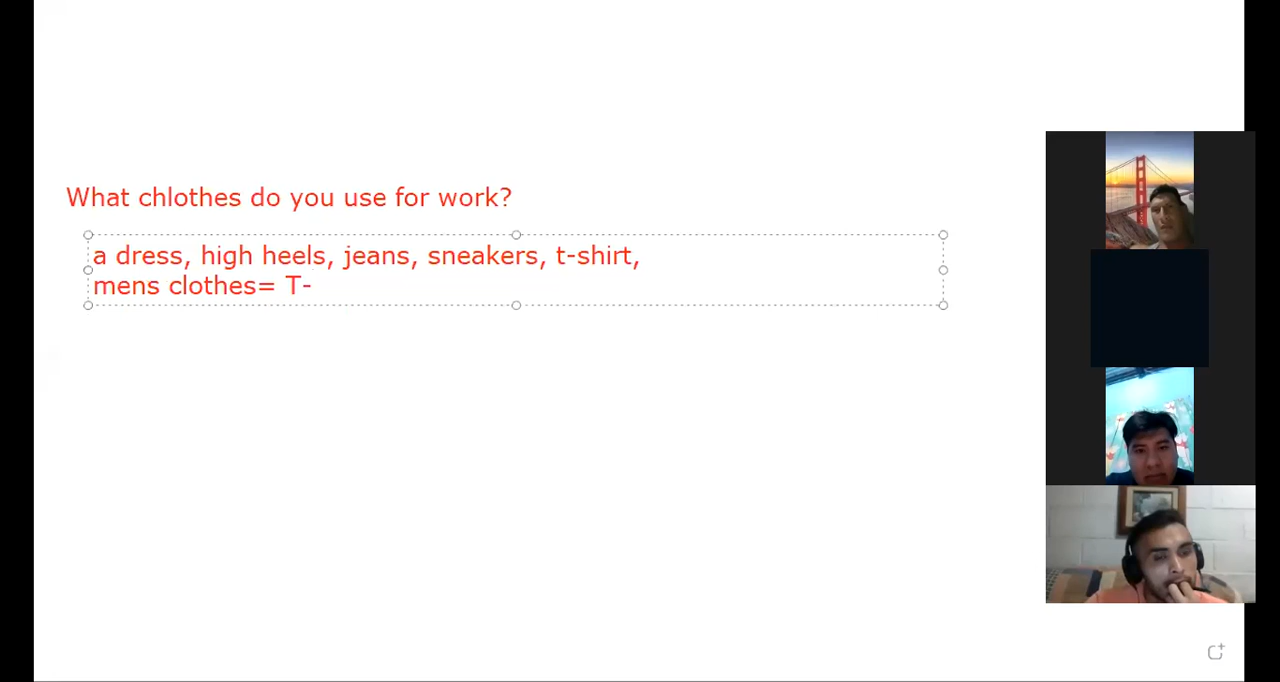 What chlothes do you use for work?
a dress, high heels, jeans, sneakers, t-shirt,
mens clothes= T-